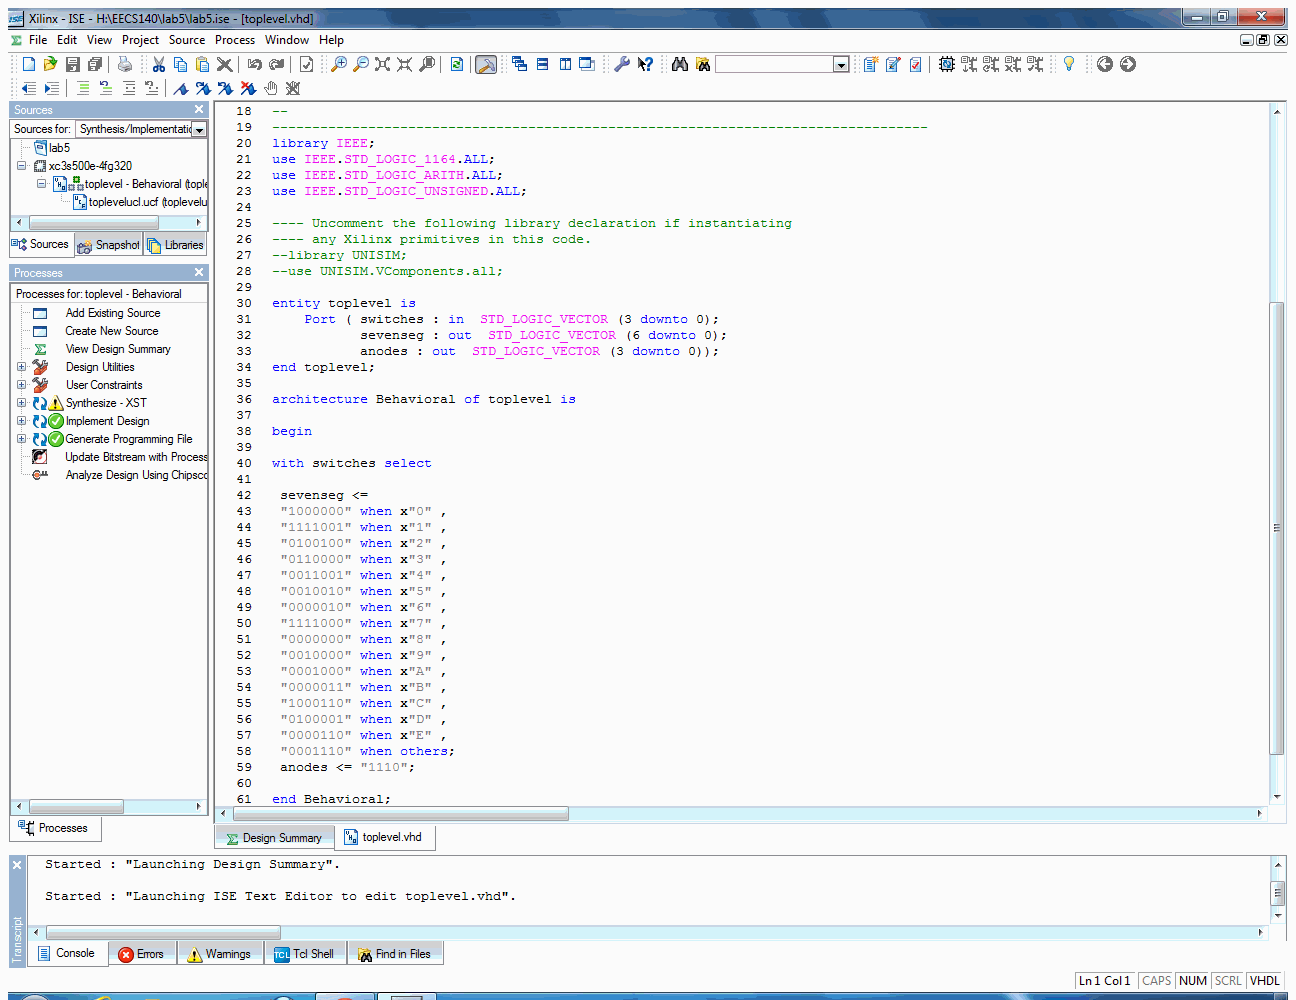 Xilinx - ISE - H:\EECS140\lab5\lab5.ise - [toplevel.vhd]
File Edit View Project Source Process Window Help
Sources
Sources for: Synthesis/Implementatic
lab5
xc3s500e-4fg320
toplevel - Behavioral (tople
toplevelucl.ucf (toplevelu
Sources Snapshot Libraries
Processes
Processes for: toplevel - Behavioral
Add Existing Source
Create New Source
View Design Summary
Design Utilities
User Constraints
Synthesize - XST
Implement Design
Generate Programming File
Update Bitstream with Process
Analyze Design Using Chipsco
Processes
18 --
19 ----------------------------------------------------------------------------------
20 library IEEE;
21 use IEEE.STD_LOGIC_1164.ALL;
22 use IEEE.STD_LOGIC_ARITH.ALL;
23 use IEEE.STD_LOGIC_UNSIGNED.ALL;
24
25 ---- Uncomment the following library declaration if instantiating
26 ---- any Xilinx primitives in this code.
27 --library UNISIM;
28 --use UNISIM.VComponents.all;
29
30 entity toplevel is
31 Port ( switches : in STD_LOGIC_VECTOR (3 downto 0);
32 sevenseg : out STD_LOGIC_VECTOR (6 downto 0);
33 anodes : out STD_LOGIC_VECTOR (3 downto 0));
34 end toplevel;
35
36 architecture Behavioral of toplevel is
37
38 begin
39
40 with switches select
41
42 sevenseg <=
43 "1000000" when x"0" ,
44 "1111001" when x"1" ,
45 "0100100" when x"2" ,
46 "0110000" when x"3" ,
47 "0011001" when x"4" ,
48 "0010010" when x"5" ,
49 "0000010" when x"6" ,
50 "1111000" when x"7" ,
51 "0000000" when x"8" ,
52 "0010000" when x"9" ,
53 "0001000" when x"A" ,
54 "0000011" when x"B" ,
55 "1000110" when x"C" ,
56 "0100001" when x"D" ,
57 "0000110" when x"E" ,
58 "0001110" when others;
59 anodes <= "1110";
60
61 end Behavioral;
Design Summary toplevel.vhd
Started : "Launching Design Summary".
Started : "Launching ISE Text Editor to edit toplevel.vhd".
Transcript
Console Errors Warnings Tcl Shell Find in Files
Ln 1 Col 1 CAPS NUM SCRL VHDL